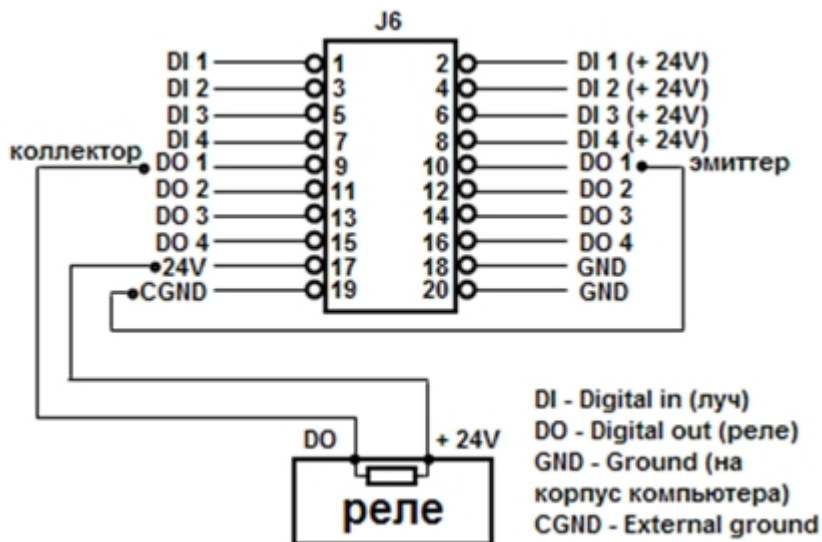 J6
DI 1 1 2 DI 1 (+ 24V)
DI 2 3 4 DI 2 (+ 24V)
DI 3 5 6 DI 3 (+ 24V)
DI 4 7 8 DI 4 (+ 24V)
коллектор DO 1 9 10 DO 1 эмиттер
DO 2 11 12 DO 2
DO 3 13 14 DO 3
DO 4 15 16 DO 4
24V 17 18 GND
CGND 19 20 GND
DO + 24V
реле
DI - Digital in (луч)
DO - Digital out (реле)
GND - Ground (на
корпус компьютера)
CGND - External ground